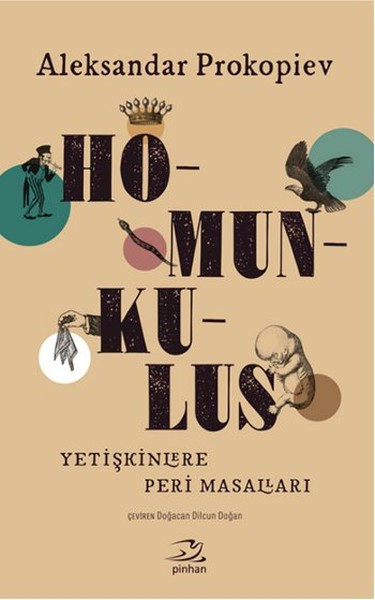 Aleksandar Prokopiev
HO-
MUN-
KU-
LUS
YETİŞKİNLERE
PERİ MASALLARI
ÇEVİREN Doğacan Dilcun Doğan
pinhan